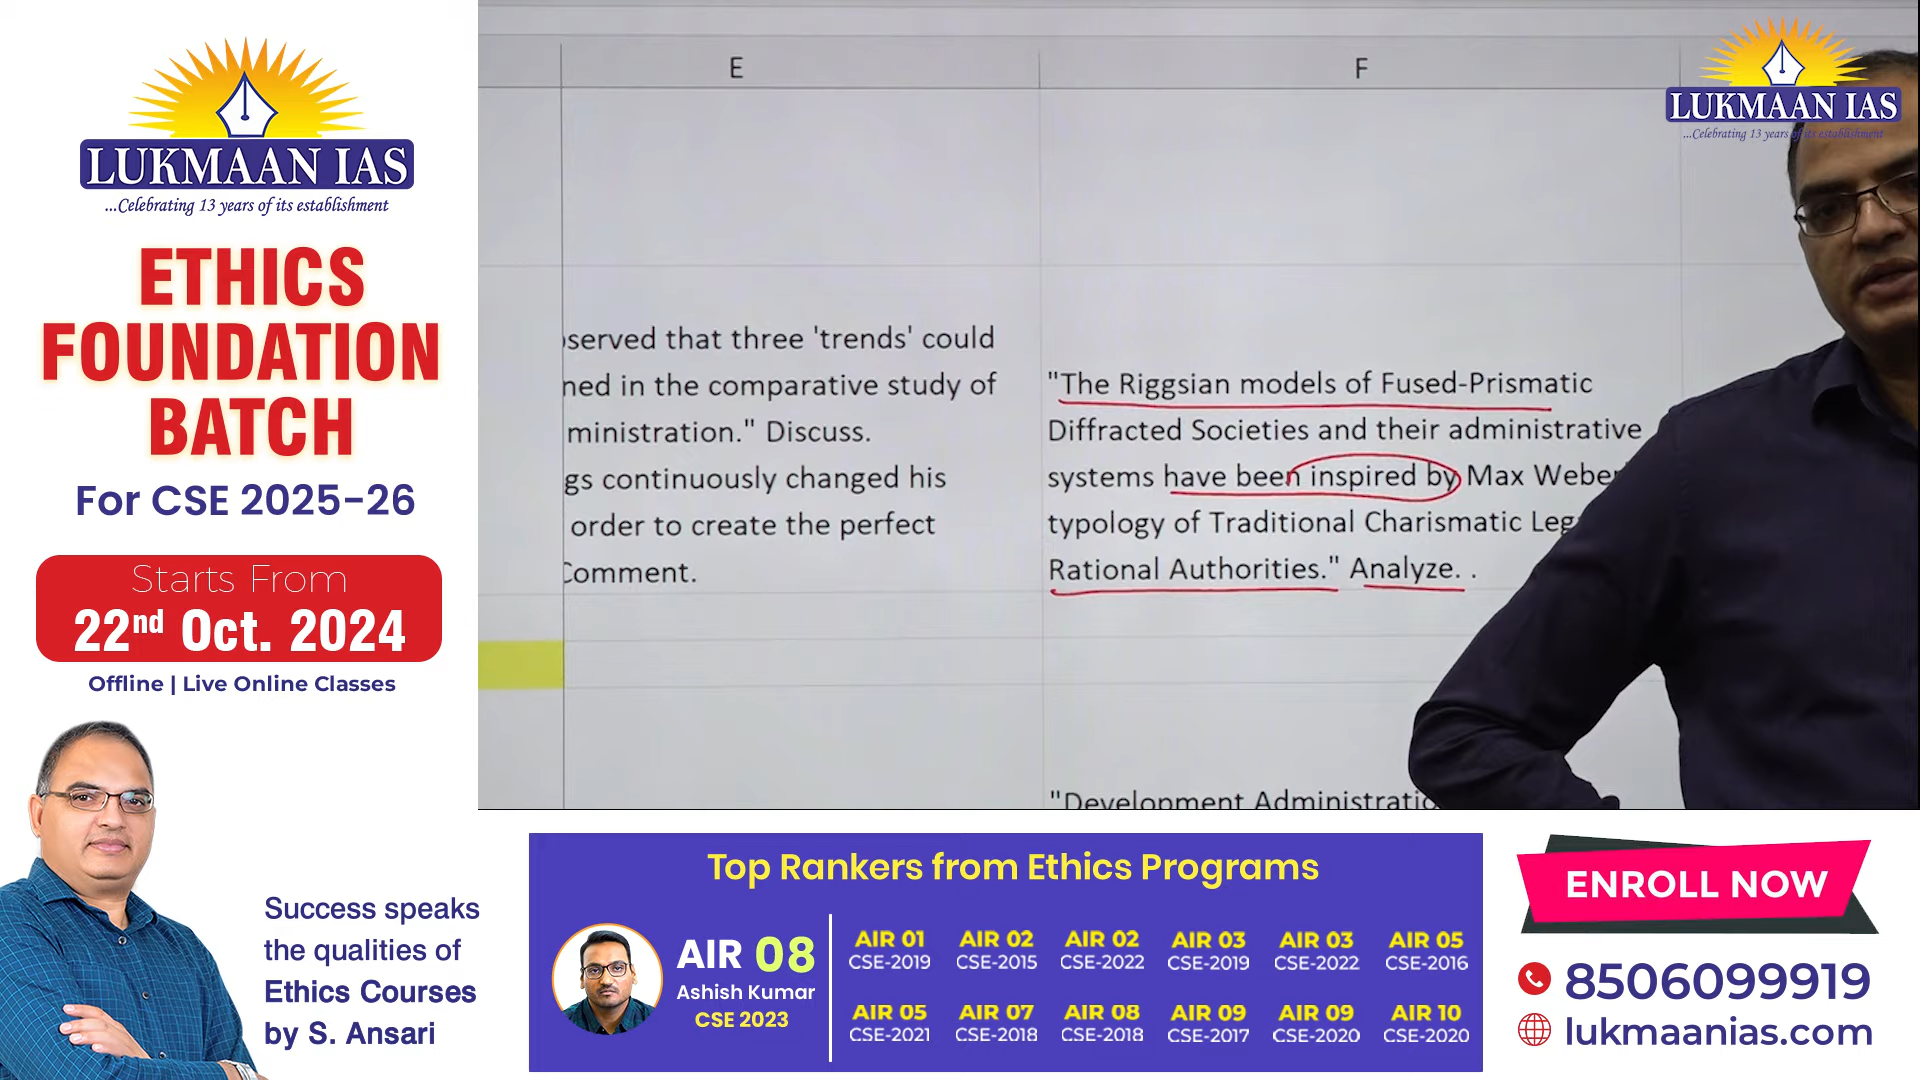 LUKMAAN IAS
...Celebrating 13 years of its establishment
ETHICS
FOUNDATION
BATCH
For CSE 2025-26
Starts From
22nd Oct. 2024
Offline | Live Online Classes
Success speaks
the qualities of
Ethics Courses
by S. Ansari
E
F
LUKMAAN IAS
...Celebrating 13 years of its establishment
that three 'trends' could
in the comparative study of
Discuss.
continuously changed his
order to create the perfect
Comment.
"The Riggsian models of Fused-Prismatic
Diffracted Societies and their administrative
systems have been inspired by Max Weber
typology of Traditional Charismatic
Rational Authorities." Analyze. .
"Development
Top Rankers from Ethics Programs
AIR 08
Ashish Kumar
CSE 2023
AIR 01 AIR 02 AIR 02 AIR 03 AIR 03 AIR 05
CSE-2019 CSE-2015 CSE-2022 CSE-2019 CSE-2022 CSE-2016
AIR 05 AIR 07 AIR 08 AIR 09 AIR 09 AIR 10
CSE-2021 CSE-2018 CSE-2018 CSE-2017 CSE-2020 CSE-2020
ENROLL NOW
8506099919
lukmaanias.com